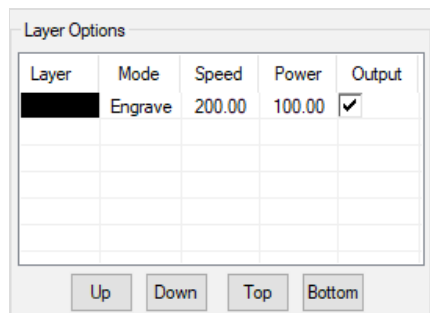 Layer Options
Layer Mode Speed Power Output
Engrave 200.00 100.00
Up Down Top Bottom